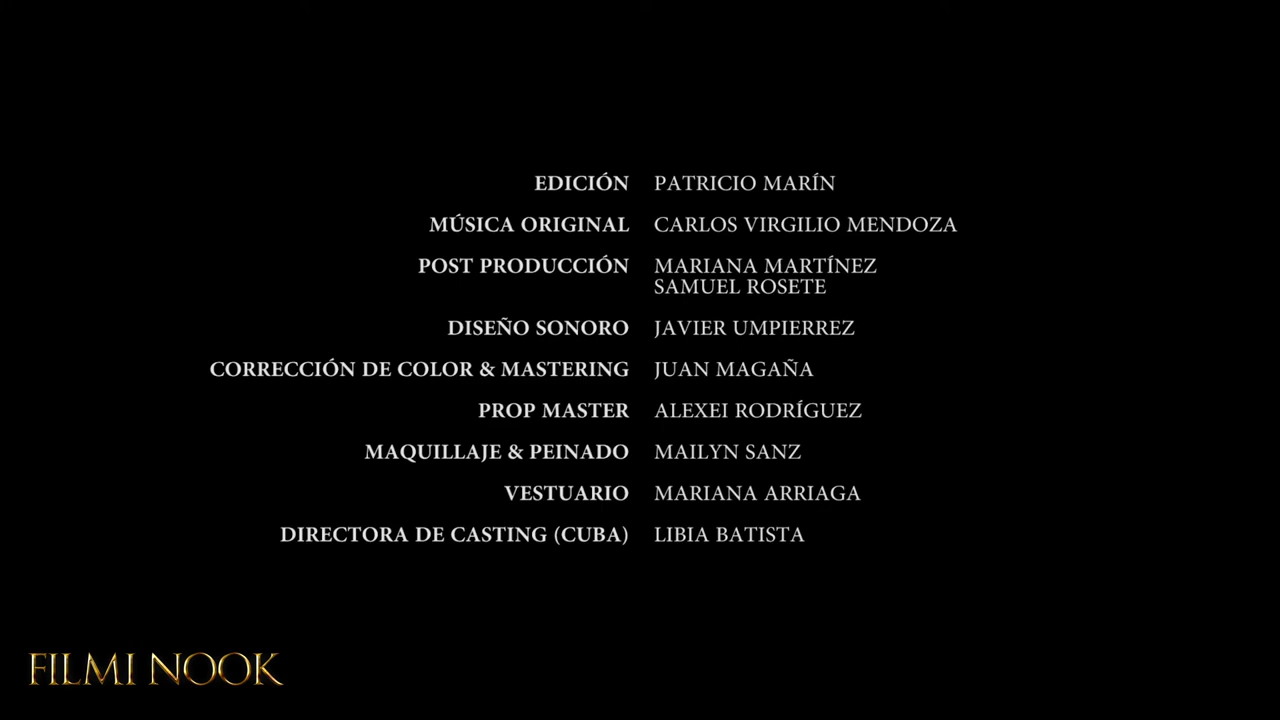 EDICIÓN PATRICIO MARÍN
MÚSICA ORIGINAL CARLOS VIRGILIO MENDOZA
POST PRODUCCIÓN MARIANA MARTÍNEZ
SAMUEL ROSETE
DISEÑO SONORO JAVIER UMPIERREZ
CORRECCIÓN DE COLOR & MASTERING JUAN MAGAÑA
PROP MASTER ALEXEI RODRÍGUEZ
MAQUILLAJE & PEINADO MAILYN SANZ
VESTUARIO MARIANA ARRIAGA
DIRECTORA DE CASTING (CUBA) LIBIA BATISTA
FILMI NOOK